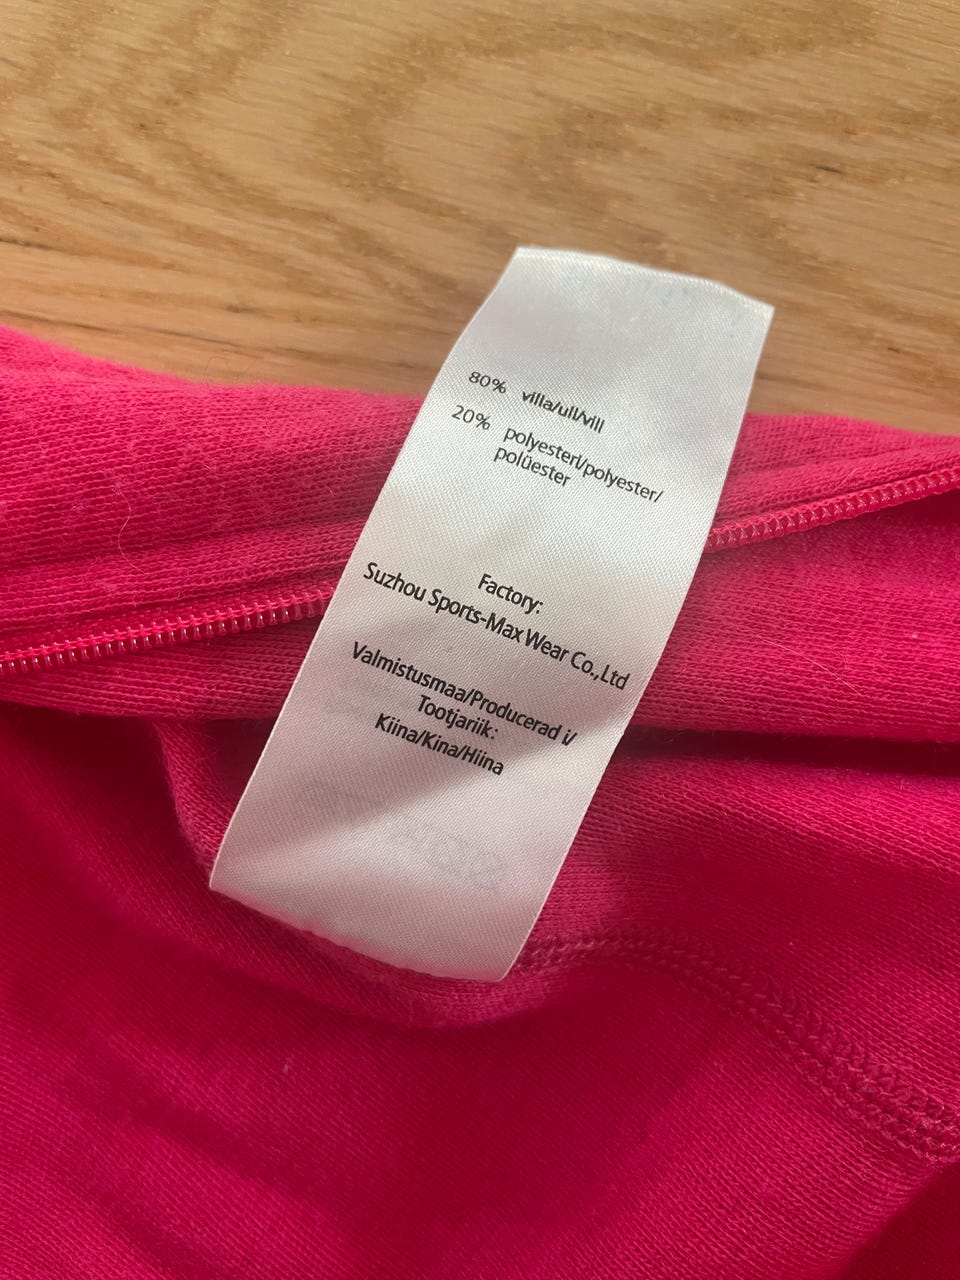 80% villa/ull/vill
20% polyesteri/polyester/
polüester
Factory:
Suzhou Sports-Max Wear Co.,Ltd
Valmistusmaa/Producerad i/
Tootjariik:
Kiina/Kina/Hiina